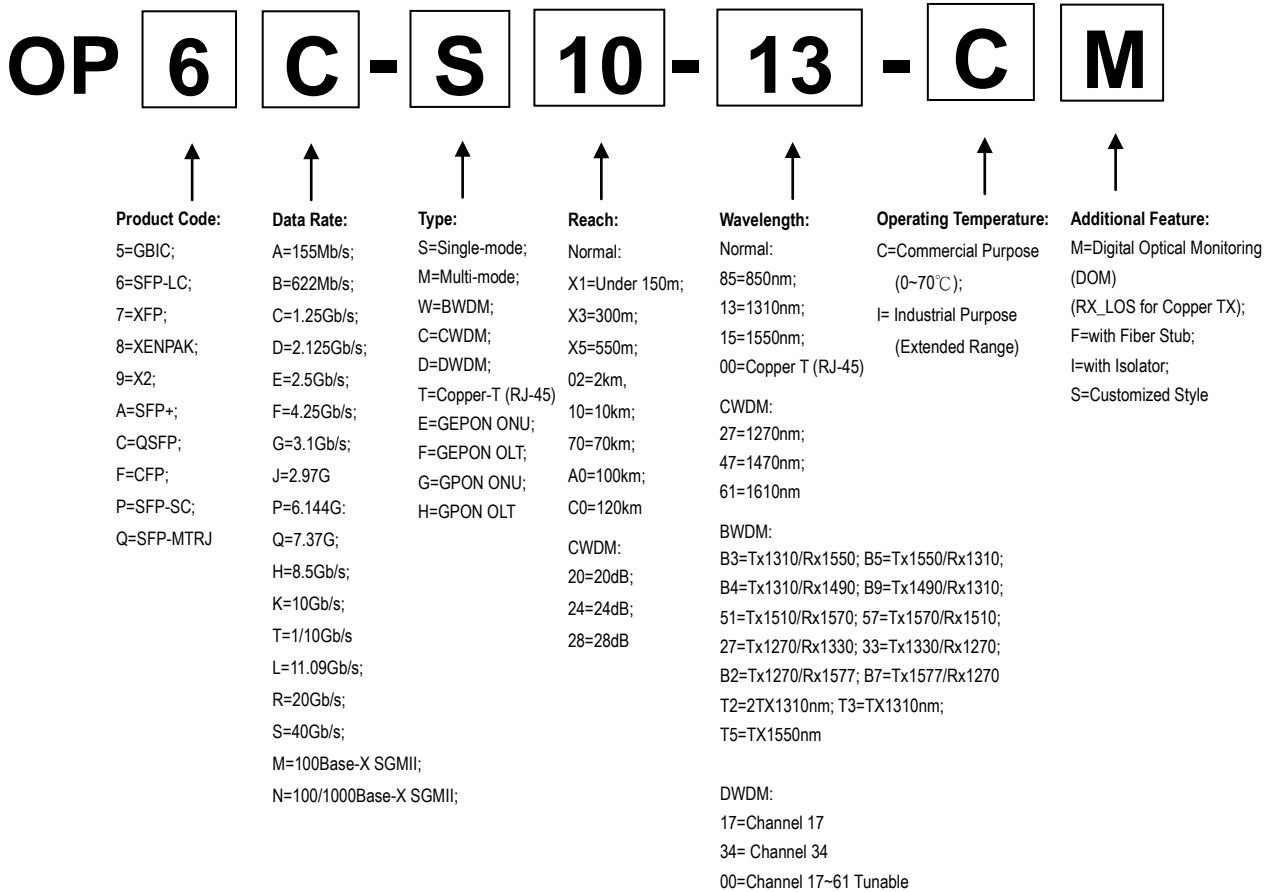 OP 6 C - S 10 - 13 - C M
Product Code:
5=GBIC;
6=SFP-LC;
7=XFP;
8=XENPAK;
9=X2;
A=SFP+;
C=QSFP;
F=CFP;
P=SFP-SC;
Q=SFP-MTRJ
Data Rate:
A=155Mb/s;
B=622Mb/s;
C=1.25Gb/s;
D=2.125Gb/s;
E=2.5Gb/s;
F=4.25Gb/s;
G=3.1Gb/s;
J=2.97G
P=6.144G:
Q=7.37G;
H=8.5Gb/s;
K=10Gb/s;
T=1/10Gb/s
L=11.09Gb/s;
R=20Gb/s;
S=40Gb/s;
M=100Base-X SGMII;
N=100/1000Base-X SGMII;
Type:
S=Single-mode;
M=Multi-mode;
W=BWDM;
C=CWDM;
D=DWDM;
T=Copper-T (RJ-45)
E=GEPON ONU;
F=GEPON OLT;
G=GPON ONU;
H=GPON OLT
Reach:
Normal:
X1=Under 150m;
X3=300m;
X5=550m;
02=2km,
10=10km;
70=70km;
A0=100km;
C0=120km
CWDM:
20=20dB;
24=24dB;
28=28dB
Wavelength:
Normal:
85=850nm;
13=1310nm;
15=1550nm;
00=Copper T (RJ-45)
CWDM:
27=1270nm;
47=1470nm;
61=1610nm
BWDM:
B3=Tx1310/Rx1550; B5=Tx1550/Rx1310;
B4=Tx1310/Rx1490; B9=Tx1490/Rx1310;
51=Tx1510/Rx1570; 57=Tx1570/Rx1510;
27=Tx1270/Rx1330; 33=Tx1330/Rx1270;
B2=Tx1270/Rx1577; B7=Tx1577/Rx1270
T2=2TX1310nm; T3=TX1310nm;
T5=TX1550nm
DWDM:
17=Channel 17
34= Channel 34
00=Channel 17~61 Tunable
Operating Temperature:
C=Commercial Purpose
(0~70℃);
I= Industrial Purpose
(Extended Range)
Additional Feature:
M=Digital Optical Monitoring
(DOM)
(RX_LOS for Copper TX);
F=with Fiber Stub;
I=with Isolator;
S=Customized Style